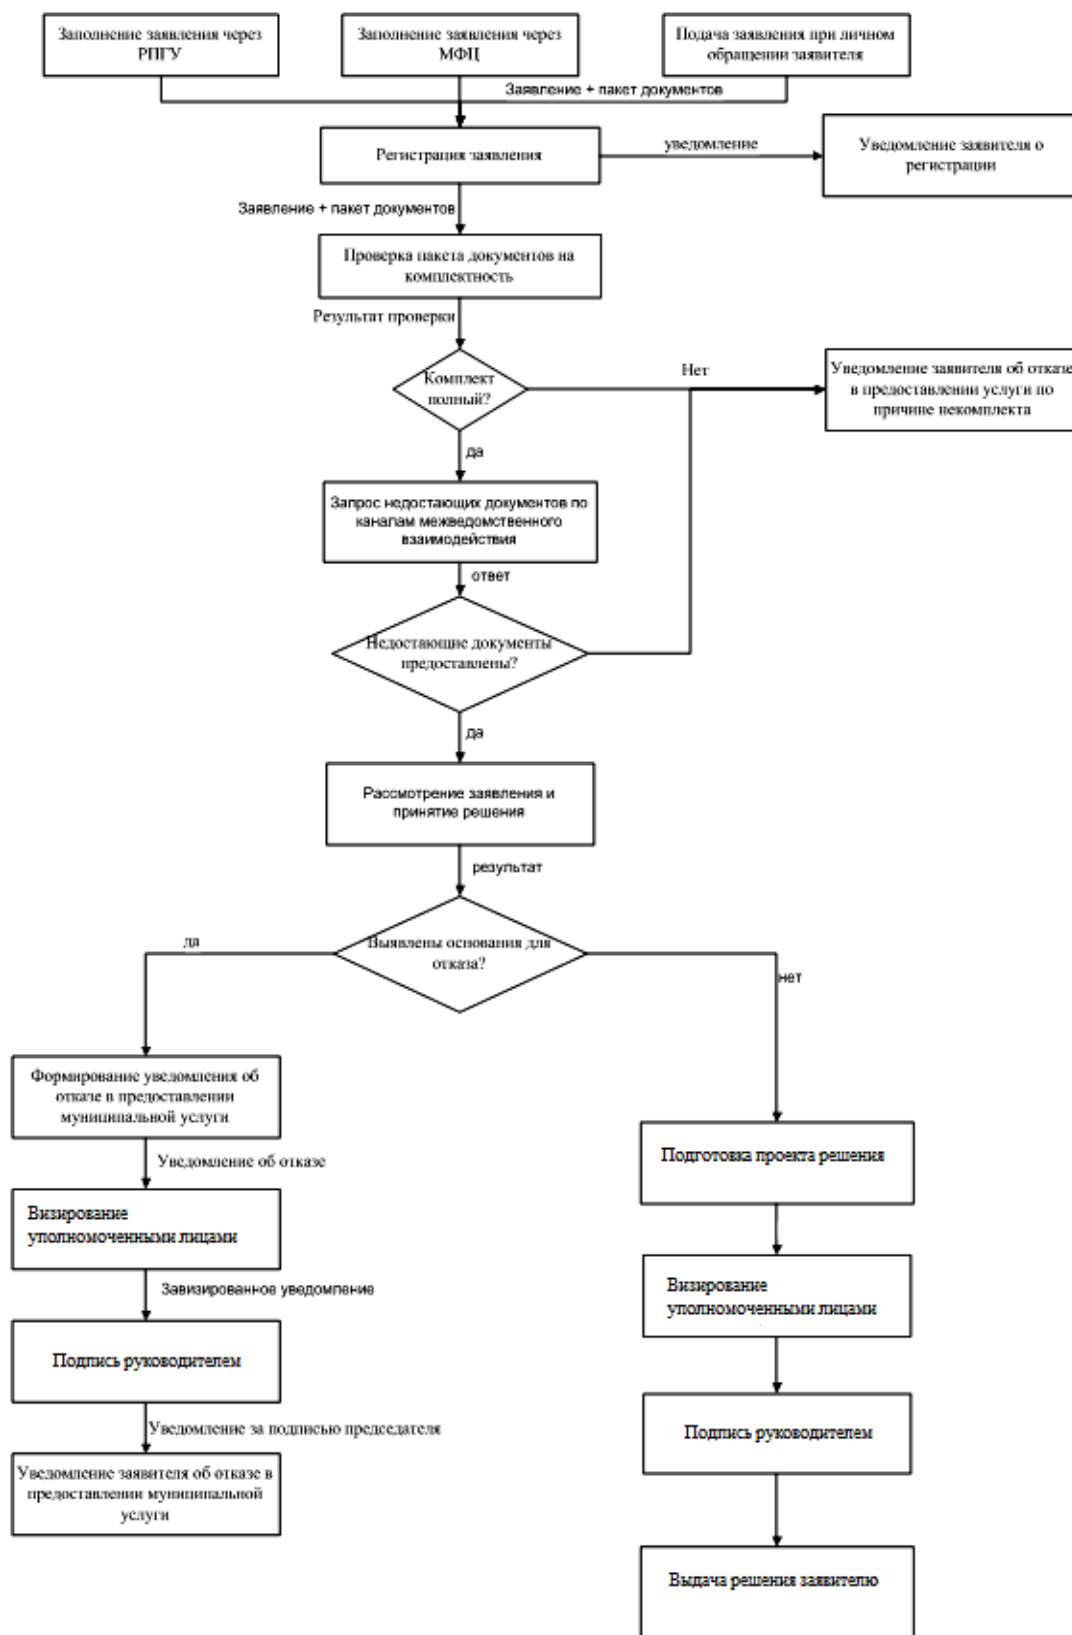 Заполнение заявления через
РПГУ
Заполнение заявления через
МФЦ
Подача заявления при личном
обращении заявителя
Заявление + пакет документов
Регистрация заявления
уведомление
Уведомление заявителя о
регистрации
Заявление + пакет документов
Проверка пакета документов на
комплектность
Результат проверки
Комплект
полный?
Нет
Уведомление заявителя об отказе
в предоставлении услуги по
причине некомплекта
да
Запрос недостающих документов по
каналам межведомственного
взаимодействия
ответ
Недостающие документы
предоставлены?
да
Рассмотрение заявления и
принятие решения
результат
Выявлены основания для
отказа?
да
нет
Формирование уведомления об
отказе в предоставлении
муниципальной услуги
Уведомление об отказе
Визирование
уполномоченными лицами
Завизированное уведомление
Подпись руководителем
Уведомление за подписью председателя
Уведомление заявителя об отказе в
предоставлении муниципальной
услуги
Подготовка проекта решения
Визирование
уполномоченными лицами
Подпись руководителем
Выдача решения заявителю